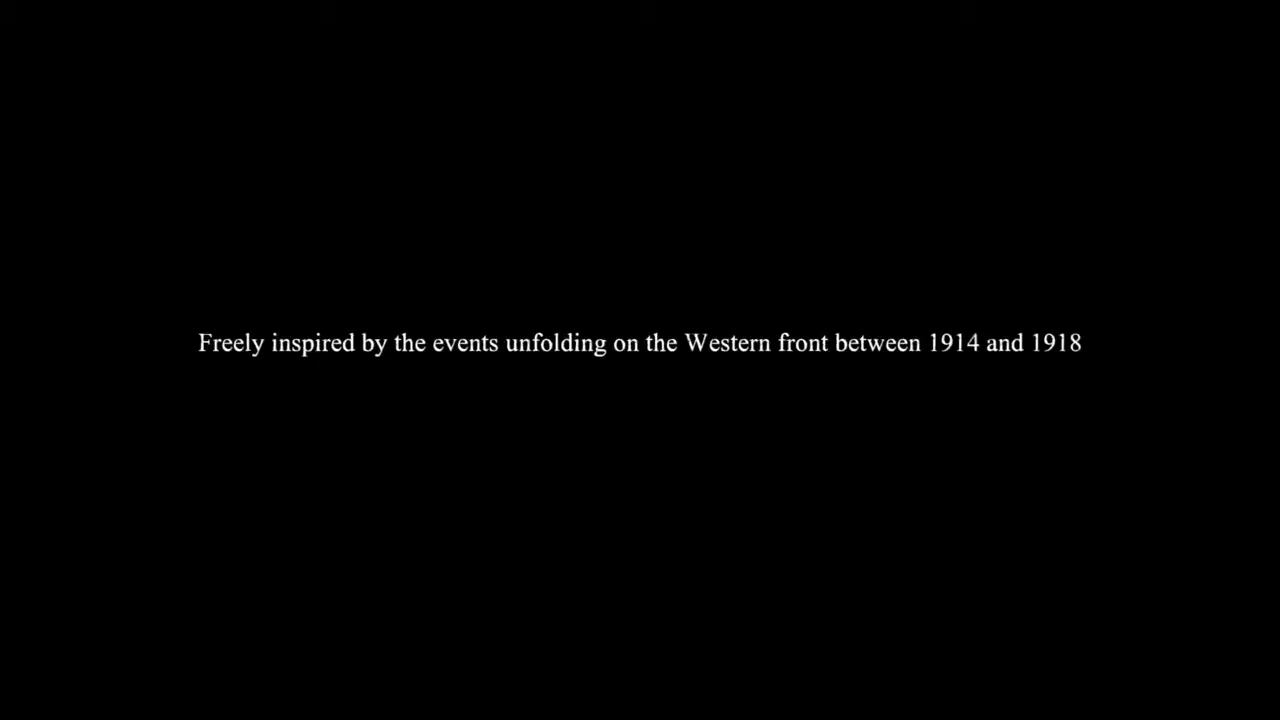 Freely inspired by the events unfolding on the Western front between 1914 and 1918